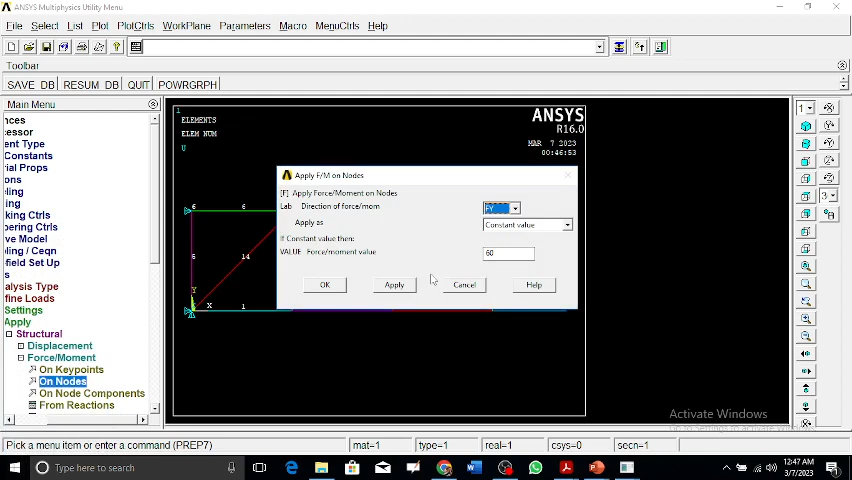 ANSYS Multiphysics Utility Menu
File Select List Plot PlotCtrls WorkPlane Parameters Macro MenuCtrls Help
Toolbar
SAVE_DB RESUM_DB QUIT POWRGRPH
Main Menu
nces
cessor
ent Type
Constants
rial Props
ons
ling
ing
king Ctrls
bering Ctrls
ve Model
ling / Ceqn
field Set Up
s
alysis Type
fine Loads
Settings
Apply
Structural
Displacement
Force/Moment
On Keypoints
On Nodes
On Node Components
From Reactions
1
ELEMENTS
ELEM NUM
U
ANSYS
R16.0
MAR 7 2023
00:46:53
6 6
6
14
Y
X 1
Apply F/M on Nodes
[F] Apply Force/Moment on Nodes
Lab Direction of force/mom
FY
Apply as
Constant value
If Constant value then:
VALUE Force/moment value
60
OK Apply Cancel Help
1
3
Activate Windows
Pick a menu item or enter a command (PREP7) mat=1 type=1 real=1 csys=0 secn=1
Type here to search
12:47 AM
3/7/2023